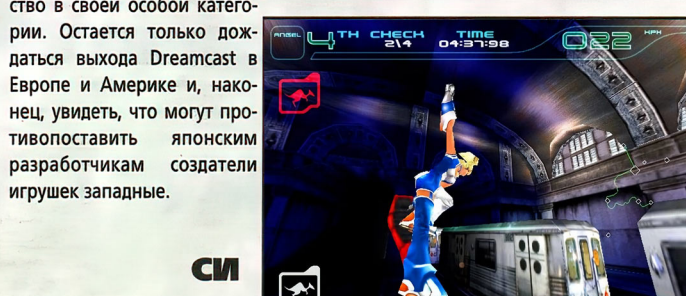 ство в своей особой катего-
рии. Остается только дож-
даться выхода Dreamcast в
Европе и Америке и, нако-
нец, увидеть, что могут про-
тивопоставить японским
разработчикам создатели
игрушек западные.
СИ
ANGEL 4TH CHECK TIME 022 KPH
2\4 04:37:98